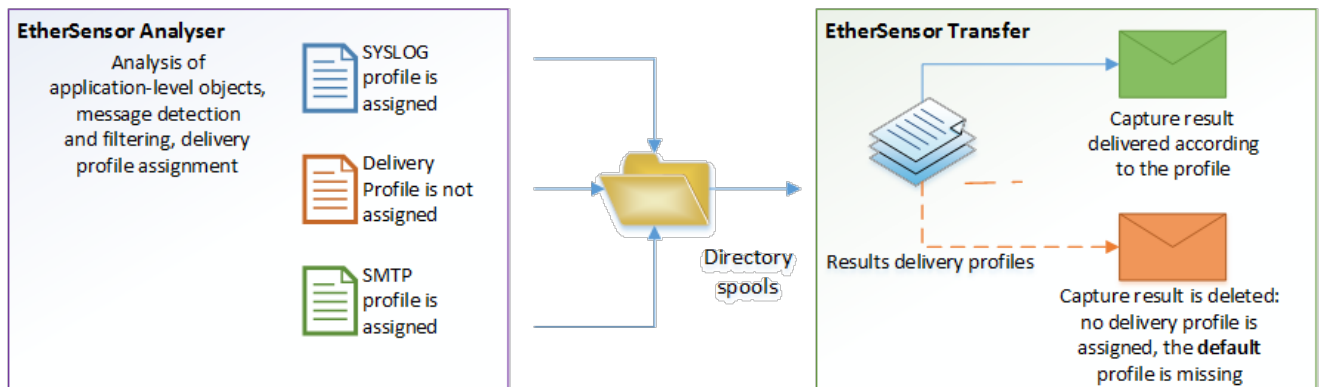 EtherSensor Analyser
Analysis of
application-level objects,
message detection
and filtering, delivery
profile assignment
SYSLOG
profile is
assigned
Delivery
Profile is not
assigned
SMTP
profile is
assigned
Directory
spools
EtherSensor Transfer
Capture result
delivered according
to the profile
Results delivery profiles
Capture result is deleted:
no delivery profile is
assigned, the default
profile is missing